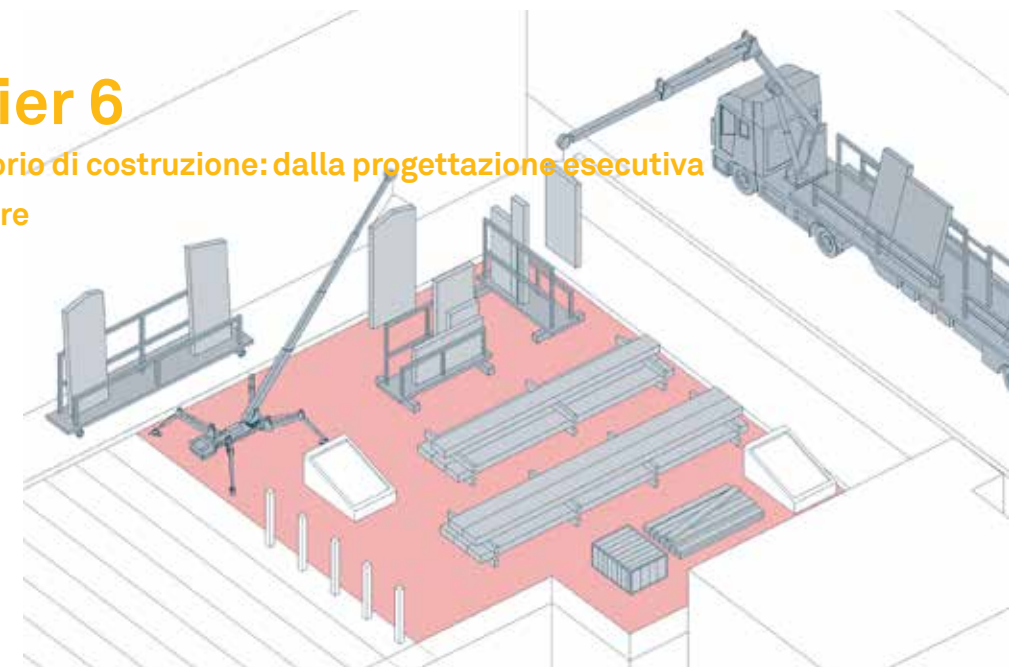 ier 6
orio di costruzione: dalla progettazione esecutiva
re